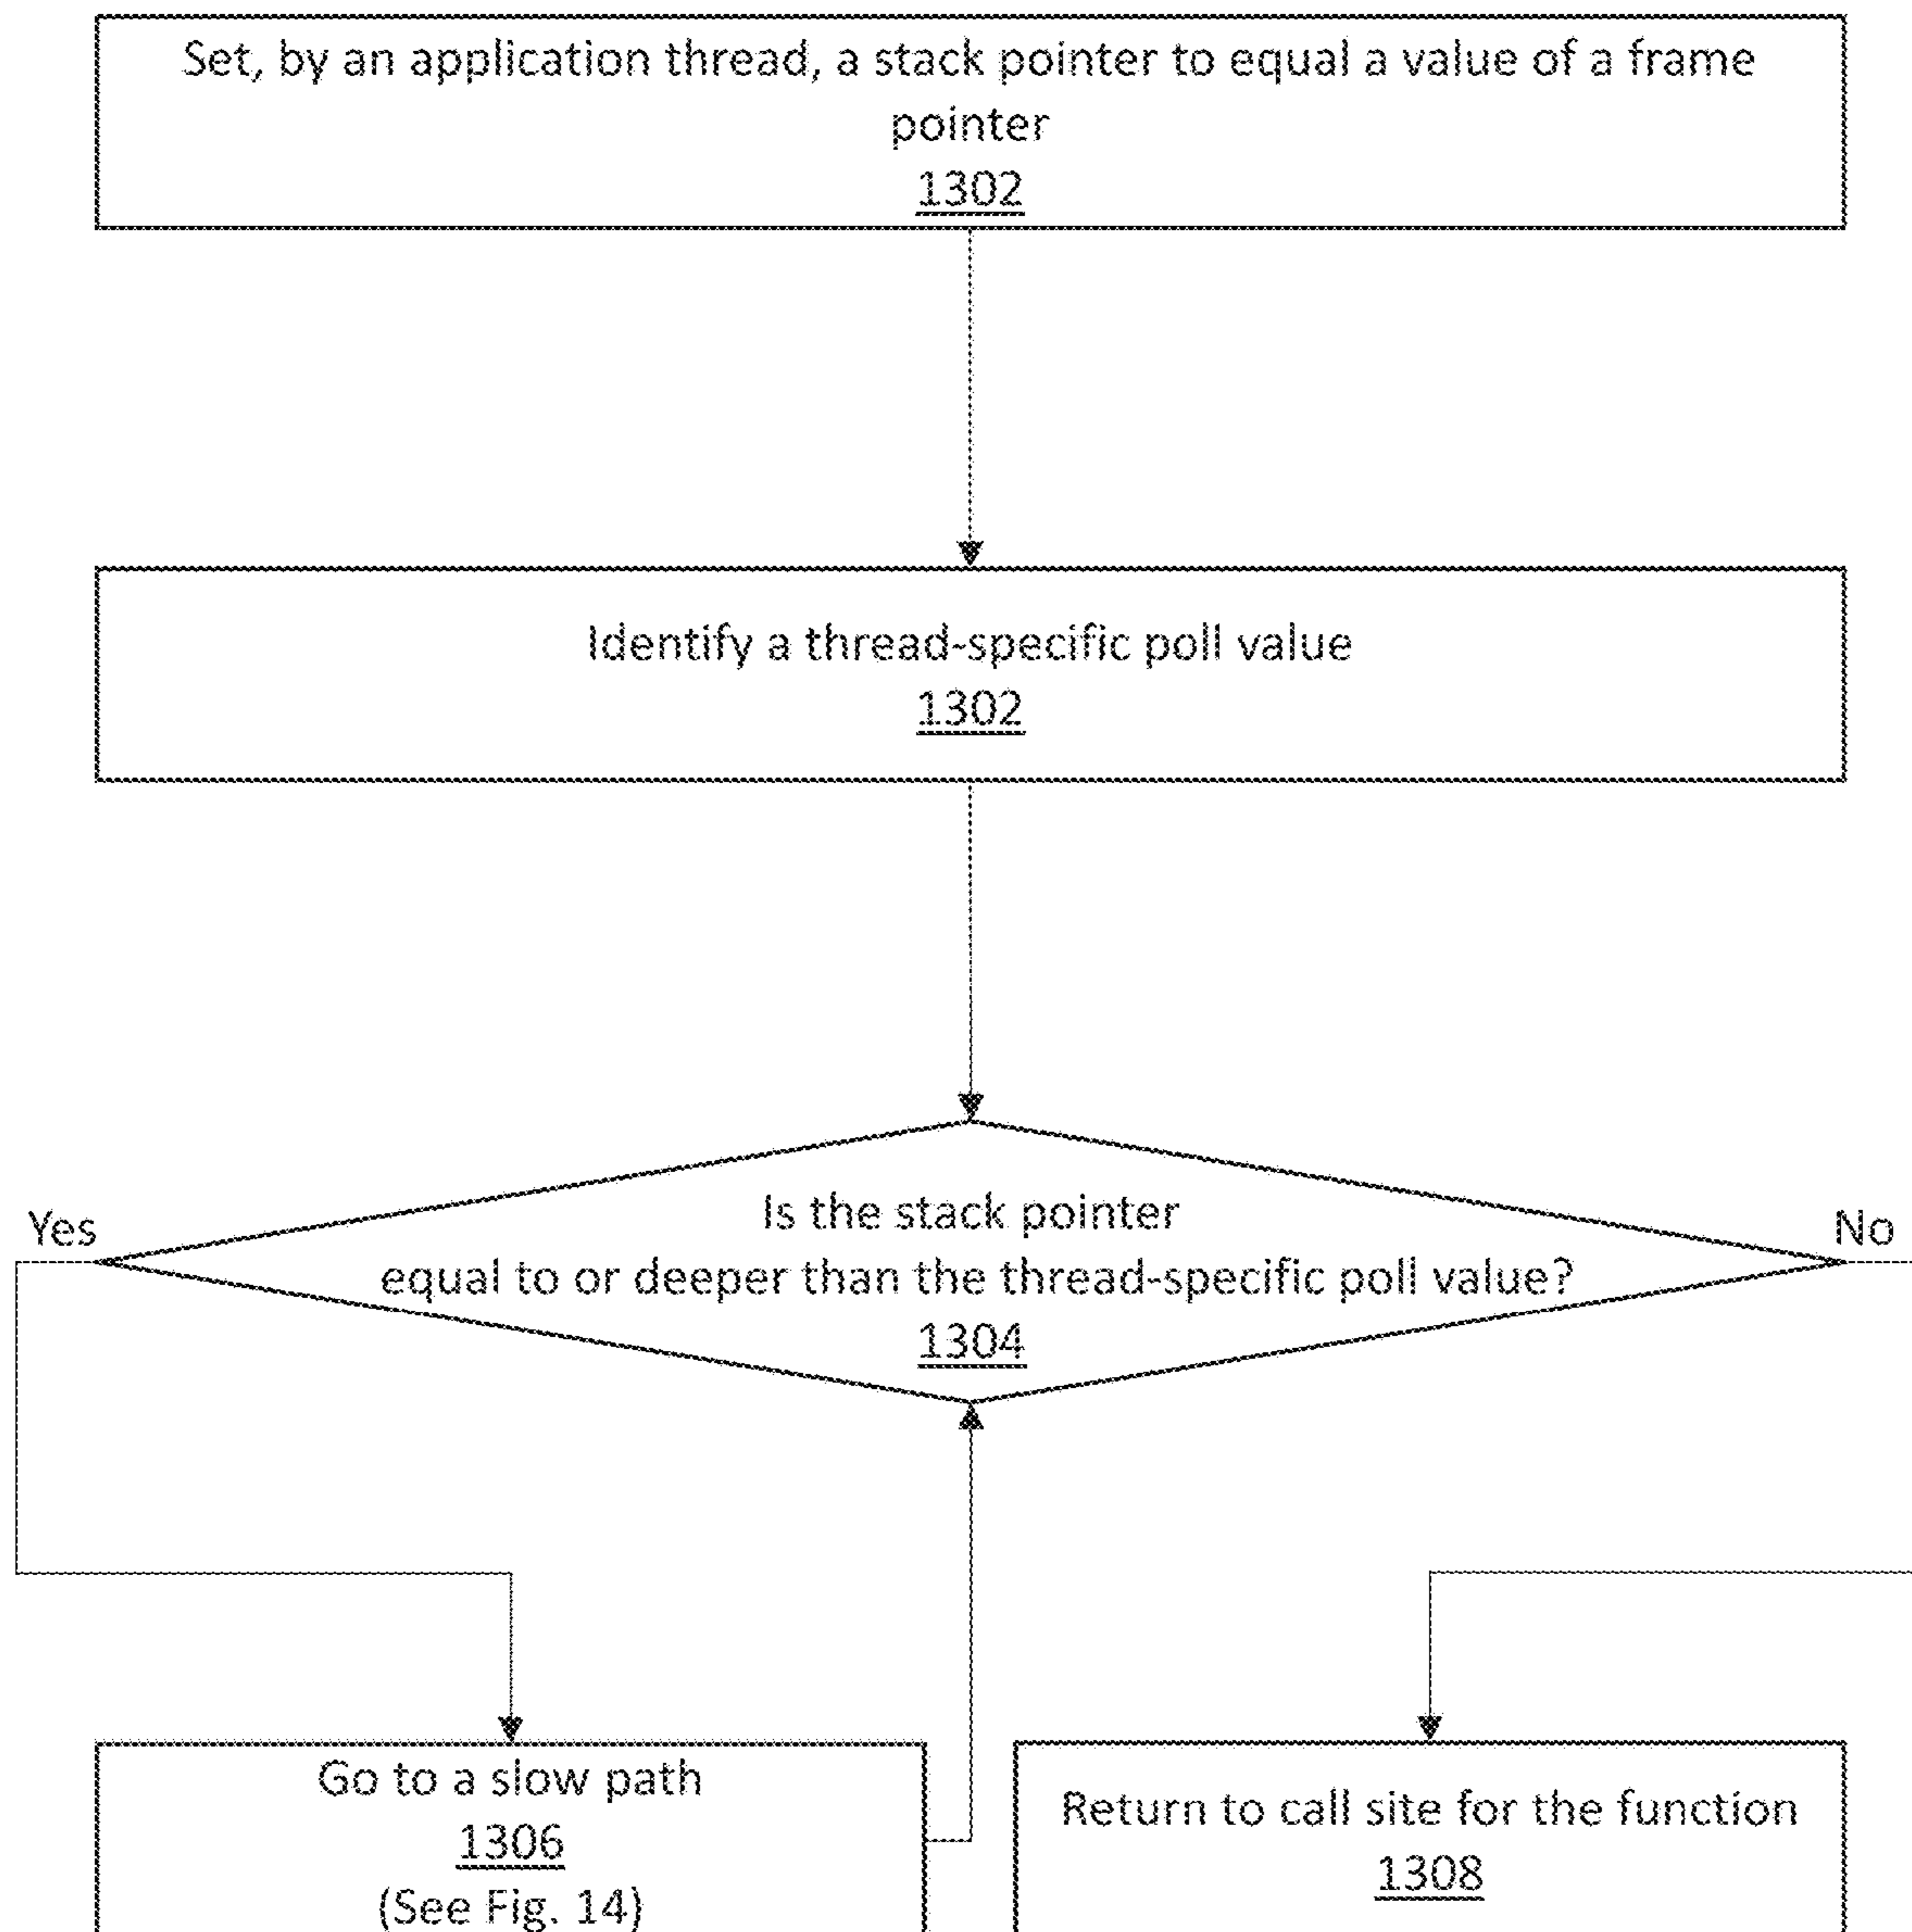 Set, by an application thread, a stack pointer to equal a value of a frame
pointer
1302
Identify a thread-specific poll value
1302
Is the stack pointer
equal to or deeper than the thread-specific poll value?
1304
Yes
No
Go to a slow path
1306
(See Fig. 14)
Return to call site for the function
1308